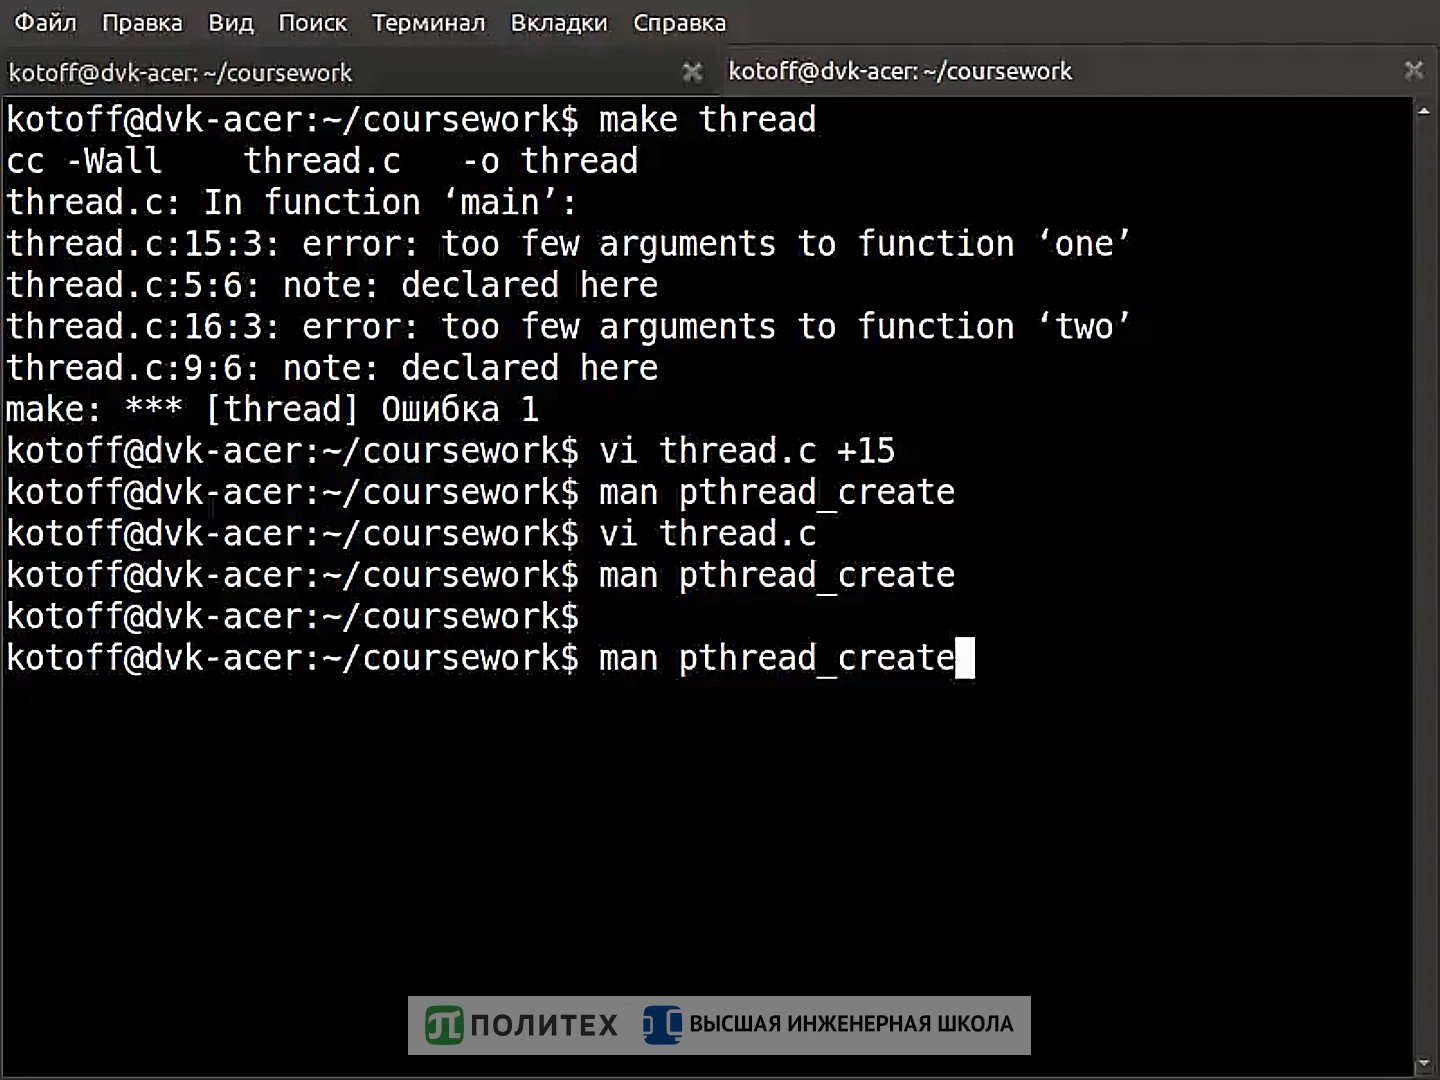 Файл Правка Вид Поиск Терминал Вкладки Справка
kotoff@dvk-acer: ~/coursework kotoff@dvk-acer: ~/coursework
kotoff@dvk-acer:~/coursework$ make thread
cc -Wall    thread.c   -o thread
thread.c: In function ‘main’:
thread.c:15:3: error: too few arguments to function ‘one’
thread.c:5:6: note: declared here
thread.c:16:3: error: too few arguments to function ‘two’
thread.c:9:6: note: declared here
make: *** [thread] Ошибка 1
kotoff@dvk-acer:~/coursework$ vi thread.c +15
kotoff@dvk-acer:~/coursework$ man pthread_create
kotoff@dvk-acer:~/coursework$ vi thread.c
kotoff@dvk-acer:~/coursework$ man pthread_create
kotoff@dvk-acer:~/coursework$
kotoff@dvk-acer:~/coursework$ man pthread_create
ПОЛИТЕХ ВЫСШАЯ ИНЖЕНЕРНАЯ ШКОЛА